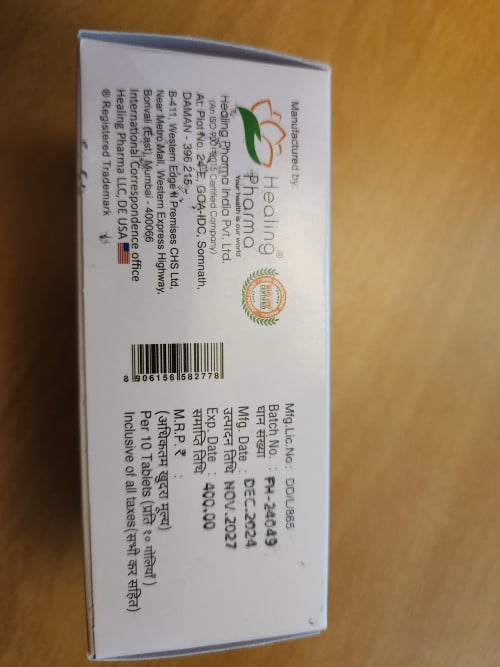 Manufactured by:
Healing®
Pharma
Your health is our world
Healing Pharma India Pvt. Ltd.
(An ISO 9001:2015 Certified Company)
At: Plot No. 24-E, GOA-IDC, Somnath,
DAMAN - 396 215
B-411, Western Edge II Premises CHS Ltd.
Near Metro Mall, Western Express Highway,
Borivali (East), Mumbai - 400066
International Correspondence office
Healing Pharma LLC, DE USA
® Registered Trademark
CERTIFIED
8 906156 582778
Mfg.Lic.No : DD/L/865
Batch No. : FH-24049
घान संख्या
Mfg. Date : DEC.2024
उत्पादन तिथि NOV.2027
Exp. Date : 400.00
समाप्ति तिथि
M.R.P. ₹ :
(अधिकतम खुदरा मूल्य)
Per 10 Tablets (प्रति १० गोलियाँ)
Inclusive of all taxes(सभी कर सहित)